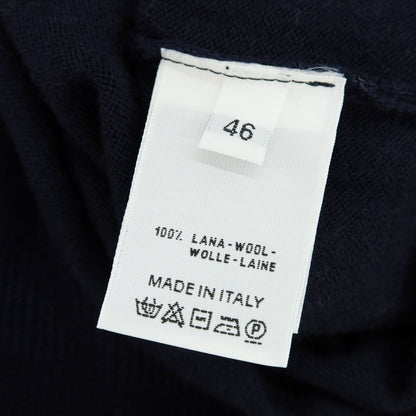 46
100% LANA-WOOL-
WOLLE-LAINE
MADE IN ITALY
P